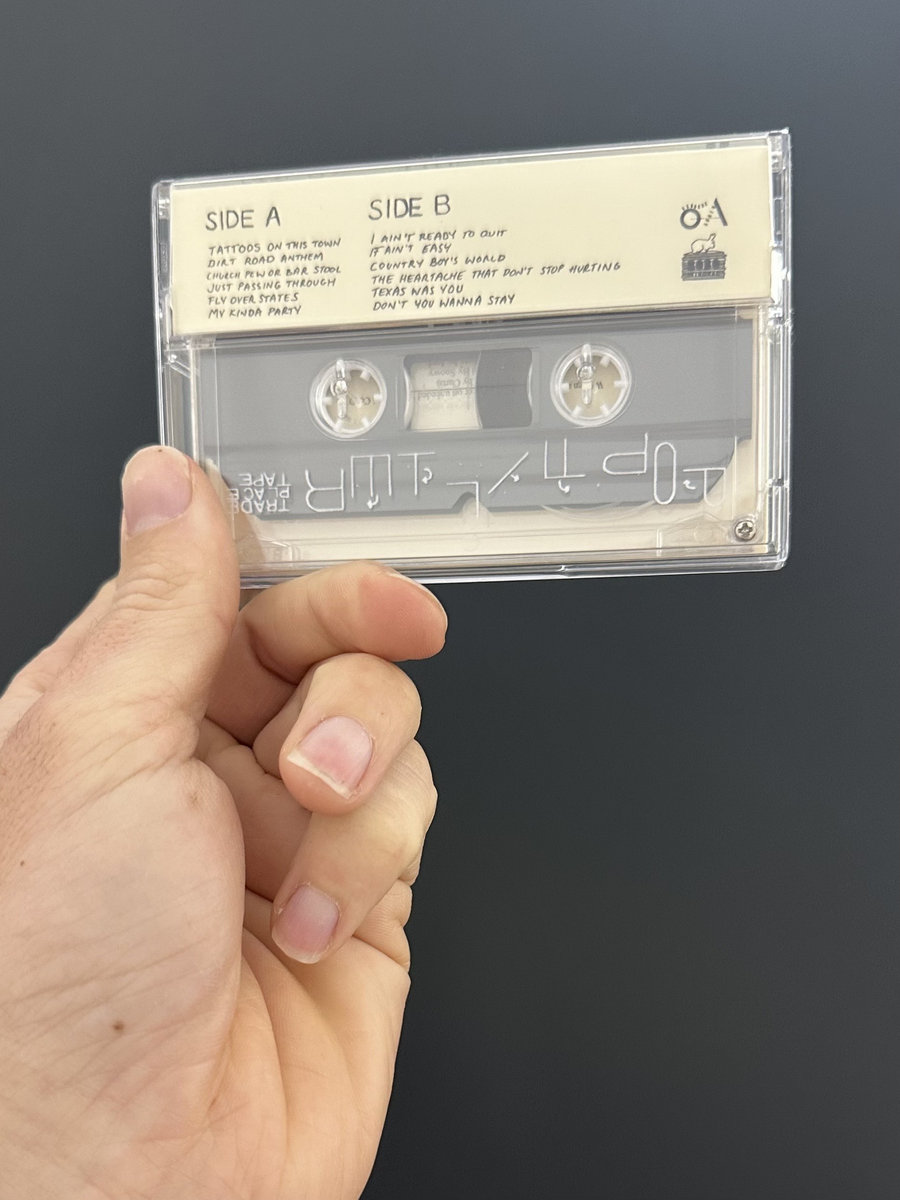 SIDE A
TATTOOS ON THIS TOWN
DIRT ROAD ANTHEM
CHURCH PEW OR BAR STOOL
JUST PASSING THROUGH
FLY OVER STATES
MY KINDA PARTY
SIDE B
I AIN'T READY TO QUIT
IT AIN'T EASY
COUNTRY BOY'S WORLD
THE HEARTACHE THAT DON'T STOP HURTING
TEXAS WAS YOU
DON'T YOU WANNA STAY
TRADE
PLACE
TAPE